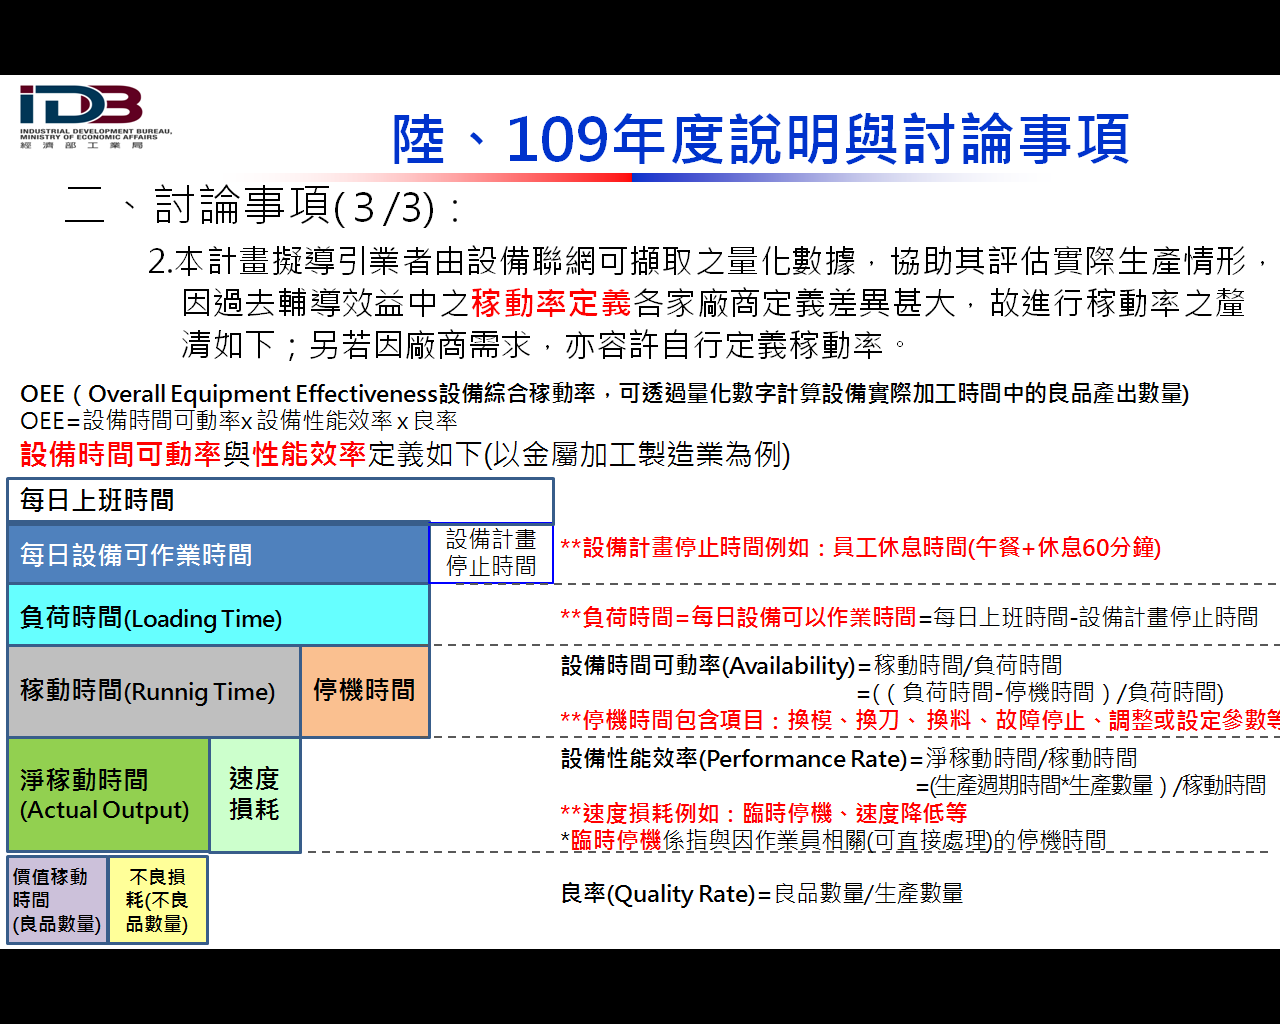 iDB
INDUSTRIAL DEVELOPMENT BUREAU,
MINISTRY OF ECONOMIC AFFAIRS
經濟部工業局
陸、109年度說明與討論事項
二、討論事項(３/3)：
2.本計畫擬導引業者由設備聯網可擷取之量化數據，協助其評估實際生產情形，
因過去輔導效益中之稼動率定義各家廠商定義差異甚大，故進行稼動率之釐
清如下；另若因廠商需求，亦容許自行定義稼動率。
OEE（Overall Equipment Effectiveness設備綜合稼動率，可透過量化數字計算設備實際加工時間中的良品產出數量)
OEE=設備時間可動率x 設備性能效率 x 良率
設備時間可動率與性能效率定義如下(以金屬加工製造業為例)
每日上班時間
每日設備可作業時間
設備計畫
停止時間
**設備計畫停止時間例如：員工休息時間(午餐+休息60分鐘)
負荷時間(Loading Time)
**負荷時間=每日設備可以作業時間=每日上班時間-設備計畫停止時間
稼動時間(Runnig Time)
停機時間
設備時間可動率(Availability)=稼動時間/負荷時間
=(（負荷時間-停機時間）/負荷時間)
**停機時間包含項目：換模、換刀、換料、故障停止、調整或設定參數等
淨稼動時間
(Actual Output)
速度
損耗
設備性能效率(Performance Rate)=淨稼動時間/稼動時間
=(生產週期時間*生產數量）/稼動時間
**速度損耗例如：臨時停機、速度降低等
*臨時停機係指與因作業員相關(可直接處理)的停機時間
價值稼動
時間
(良品數量)
不良損
耗(不良
品數量)
良率(Quality Rate)=良品數量/生產數量